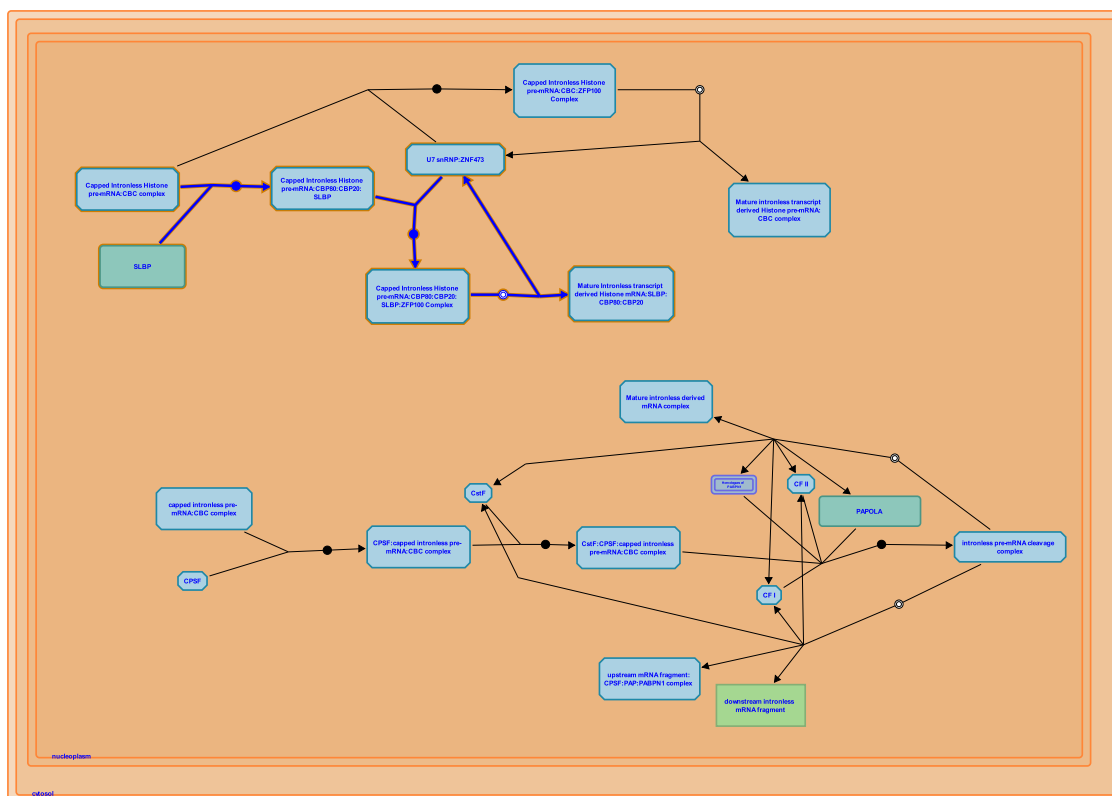 Capped Intronless Histone
pre-mRNA:CBC:ZFP100
Complex
U7 snRNP:ZNF473
Capped Intronless Histone
pre-mRNA:CBC complex
Capped Intronless Histone
pre-mRNA:CBP80:CBP20:
SLBP
Mature intronless transcript
derived Histone pre-mRNA:
CBC complex
SLBP
Capped Intronless Histone
pre-mRNA:CBP80:CBP20:
SLBP:ZFP100 Complex
Mature Intronless transcript
derived Histone mRNA:SLBP:
CBP80:CBP20
Mature intronless derived
mRNA complex
Homologues of
PABPN1
CF II
CstF
capped intronless pre-
mRNA:CBC complex
PAPOLA
CPSF:capped intronless pre-
mRNA:CBC complex
CstF:CPSF:capped intronless
pre-mRNA:CBC complex
intronless pre-mRNA cleavage
complex
CPSF
CF I
upstream mRNA fragment:
CPSF:PAP:PABPN1 complex
downstream intronless
mRNA fragment
nucleoplasm
cytosol